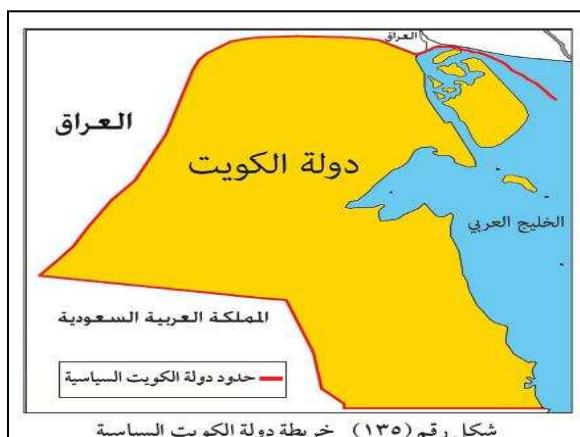 العراق
العراق
دولة الكويت
الخليج العربي
المملكة العربية السعودية
حدود دولة الكويت السياسية
شكل رقم (١٣٥) خريطة دولة الكويت السياسية